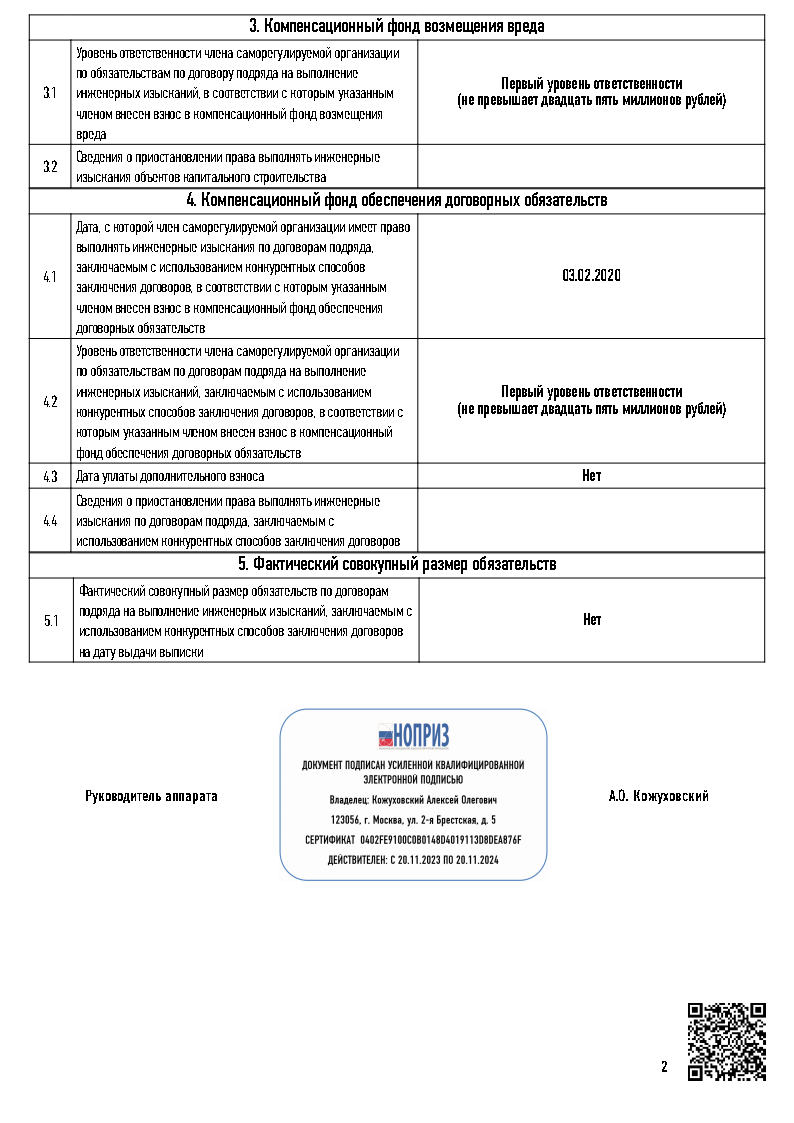 3. Компенсационный фонд возмещения вреда
3.1
Уровень ответственности члена саморегулируемой организации
по обязательствам по договору подряда на выполнение
инженерных изысканий, в соответствии с которым указанным
членом внесен взнос в компенсационный фонд возмещения
вреда
Первый уровень ответственности
(не превышает двадцать пять миллионов рублей)
3.2
Сведения о приостановлении права выполнять инженерные
изыскания объектов капитального строительства
4. Компенсационный фонд обеспечения договорных обязательств
4.1
Дата, с которой член саморегулируемой организации имеет право
выполнять инженерные изыскания по договорам подряда,
заключаемым с использованием конкурентных способов
заключения договоров, в соответствии с которым указанным
членом внесен взнос в компенсационный фонд обеспечения
договорных обязательств
03.02.2020
4.2
Уровень ответственности члена саморегулируемой организации
по обязательствам по договорам подряда на выполнение
инженерных изысканий, заключаемым с использованием
конкурентных способов заключения договоров, в соответствии с
которым указанным членом внесен взнос в компенсационный
фонд обеспечения договорных обязательств
Первый уровень ответственности
(не превышает двадцать пять миллионов рублей)
4.3
Дата уплаты дополнительного взноса
Нет
4.4
Сведения о приостановлении права выполнять инженерные
изыскания по договорам подряда, заключаемым с
использованием конкурентных способов заключения договоров
5. Фактический совокупный размер обязательств
5.1
Фактический совокупный размер обязательств по договорам
подряда на выполнение инженерных изысканий, заключаемым с
использованием конкурентных способов заключения договоров
на дату выдачи выписки
Нет
Руководитель аппарата
НОПРИЗ
ДОКУМЕНТ ПОДПИСАН УСИЛЕННОЙ КВАЛИФИЦИРОВАННОЙ
ЭЛЕКТРОННОЙ ПОДПИСЬЮ
Владелец: Кожуховский Алексей Олегович
123056, г. Москва, ул. 2-я Брестская, д. 5
СЕРТИФИКАТ 0402FE9100C0B0148D4019113D8DEA876F
ДЕЙСТВИТЕЛЕН: С 20.11.2023 ПО 20.11.2024
А.О. Кожуховский
2